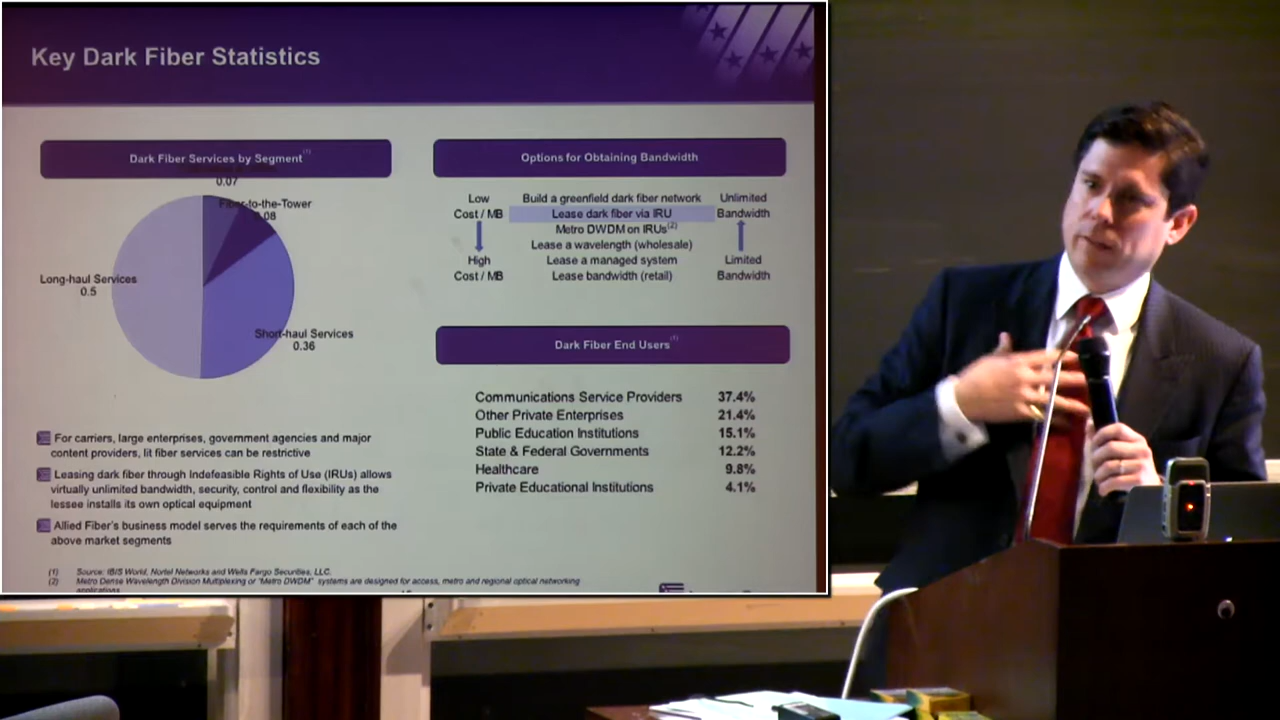 Key Dark Fiber Statistics
Dark Fiber Services by Segment(1)
0.07
Fiber-to-the-Tower
0.08
Long-haul Services
0.5
Short-haul Services
0.36
For carriers, large enterprises, government agencies and major
content providers, lit fiber services can be restrictive
Leasing dark fiber through Indefeasible Rights of Use (IRUs) allows
virtually unlimited bandwidth, security, control and flexibility as the
lessee installs its own optical equipment
Allied Fiber's business model serves the requirements of each of the
above market segments
Options for Obtaining Bandwidth
Low
Cost / MB
High
Cost / MB
Build a greenfield dark fiber network
Lease dark fiber via IRU
Metro DWDM on IRUs(2)
Lease a wavelength (wholesale)
Lease a managed system
Lease bandwidth (retail)
Unlimited
Bandwidth
Limited
Bandwidth
Dark Fiber End Users(1)
Communications Service Providers 37.4%
Other Private Enterprises 21.4%
Public Education Institutions 15.1%
State & Federal Governments 12.2%
Healthcare 9.8%
Private Educational Institutions 4.1%
(1) Source: IBIS World, Nortel Networks and Wells Fargo Securities, LLC.
(2) Metro Dense Wavelength Division Multiplexing or "Metro DWDM" systems are designed for access, metro and regional optical networking
applications